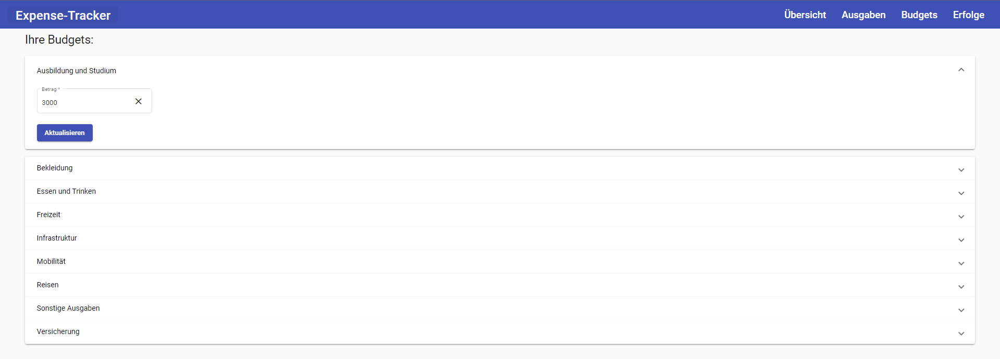 Expense-Tracker Übersicht Ausgaben Budgets Erfolge
Ihre Budgets:
Ausbildung und Studium
Betrag *
3000
Aktualisieren
Bekleidung
Essen und Trinken
Freizeit
Infrastruktur
Mobilität
Reisen
Sonstige Ausgaben
Versicherung